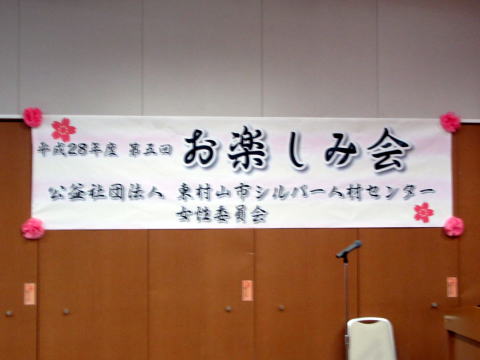 平成28年度 第五回 お楽しみ会
公益社団法人 東村山市シルバー人材センター
女性委員会